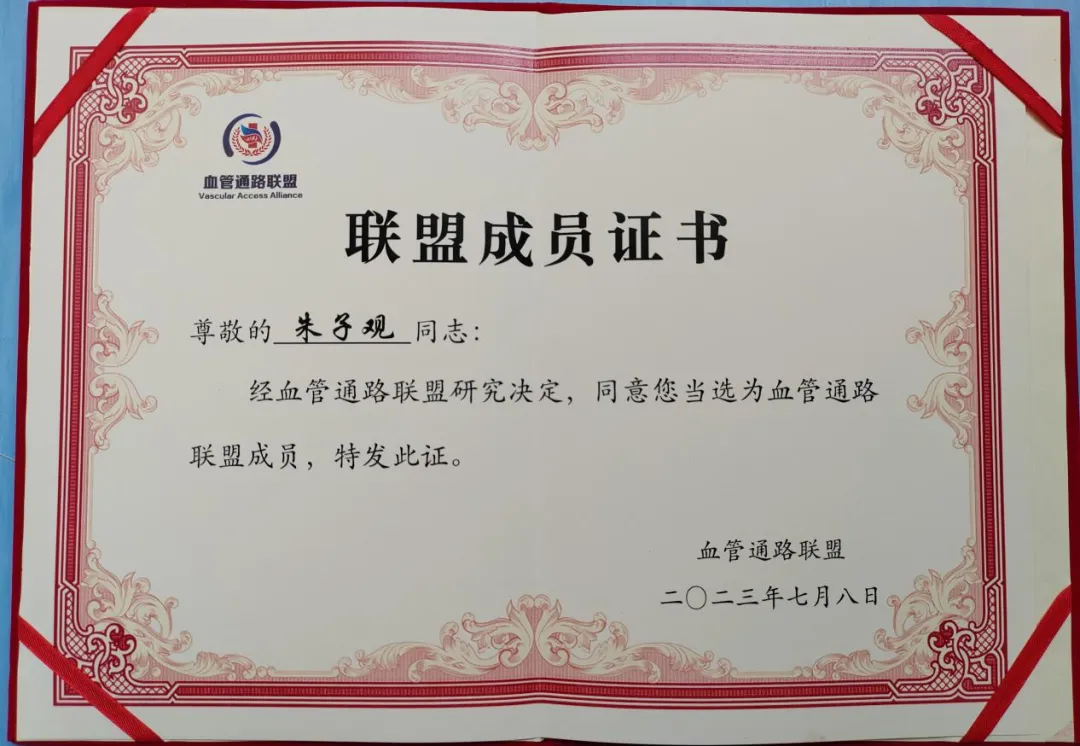 血管通路联盟
Vascular Access Alliance
联盟成员证书
尊敬的 朱子观 同志：
经血管通路联盟研究决定，同意您当选为血管通路
联盟成员，特发此证。
血管通路联盟
二〇二三年七月八日